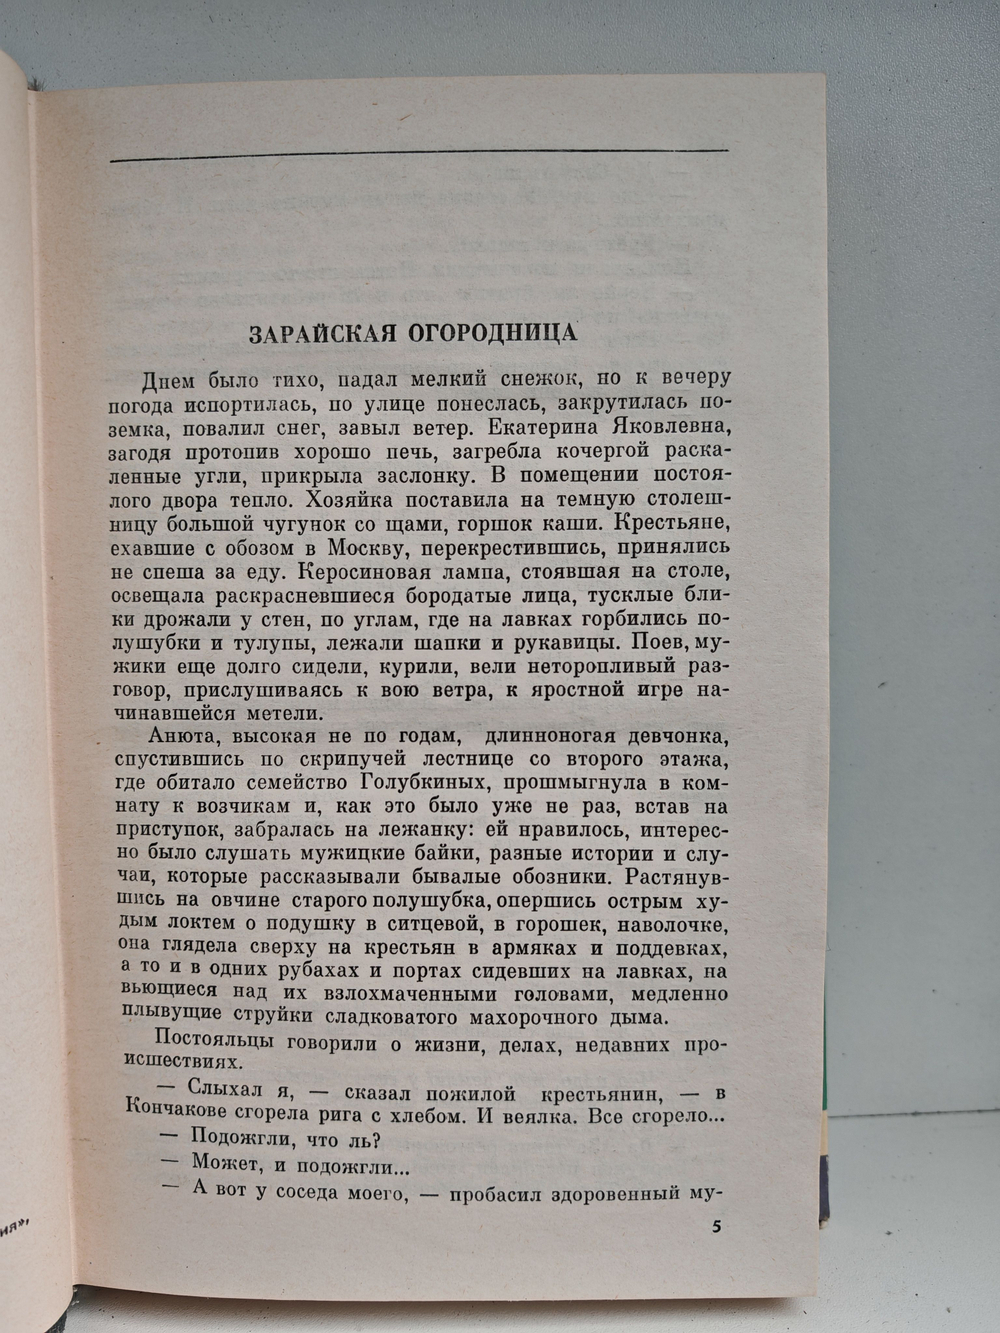 ЗАРАЙСКАЯ ОГОРОДНИЦА
Днем было тихо, падал мелкий снежок, но к вечеру
погода испортилась, по улице понеслась, закрутилась по-
земка, повалил снег, завыл ветер. Екатерина Яковлевна,
загодя протопив хорошо печь, загребла кочергой раска-
ленные угли, прикрыла заслонку. В помещении постоя-
лого двора тепло. Хозяйка поставила на темную столеш-
ницу большой чугунок со щами, горшок каши. Крестьяне,
ехавшие с обозом в Москву, перекрестившись, принялись
не спеша за еду. Керосиновая лампа, стоявшая на столе,
освещала раскрасневшиеся бородатые лица, тусклые бли-
ки дрожали у стен, по углам, где на лавках горбились по-
лушубки и тулупы, лежали шапки и рукавицы. Поев, му-
жики еще долго сидели, курили, вели неторопливый раз-
говор, прислушиваясь к вою ветра, к яростной игре на-
чинавшейся метели.
Анюта, высокая не по годам, длинноногая девчонка,
спустившись по скрипучей лестнице со второго этажа,
где обитало семейство Голубкиных, прошмыгнула в ком-
нату к возчикам и, как это было уже не раз, встав на
приступок, забралась на лежанку: ей нравилось, интерес-
но было слушать мужицкие байки, разные истории и слу-
чаи, которые рассказывали бывалые обозники. Растянув-
шись на овчине старого полушубка, опершись острым ху-
дым локтем о подушку в ситцевой, в горошек, наволочке,
она глядела сверху на крестьян в армяках и поддевках,
а то и в одних рубахах и портах сидевших на лавках, на
вьющиеся над их взлохмаченными головами, медленно
плывущие струйки сладковатого махорочного дыма.
Постояльцы говорили о жизни, делах, недавних про-
исшествиях.
— Слыхал я, — сказал пожилой крестьянин, — в
Кончакове сгорела рига с хлебом. И веялка. Все сгорело...
— Подожгли, что ль?
— Может, и подожгли...
— А вот у соседа моего, — пробасил здоровенный му-
5
ия»,